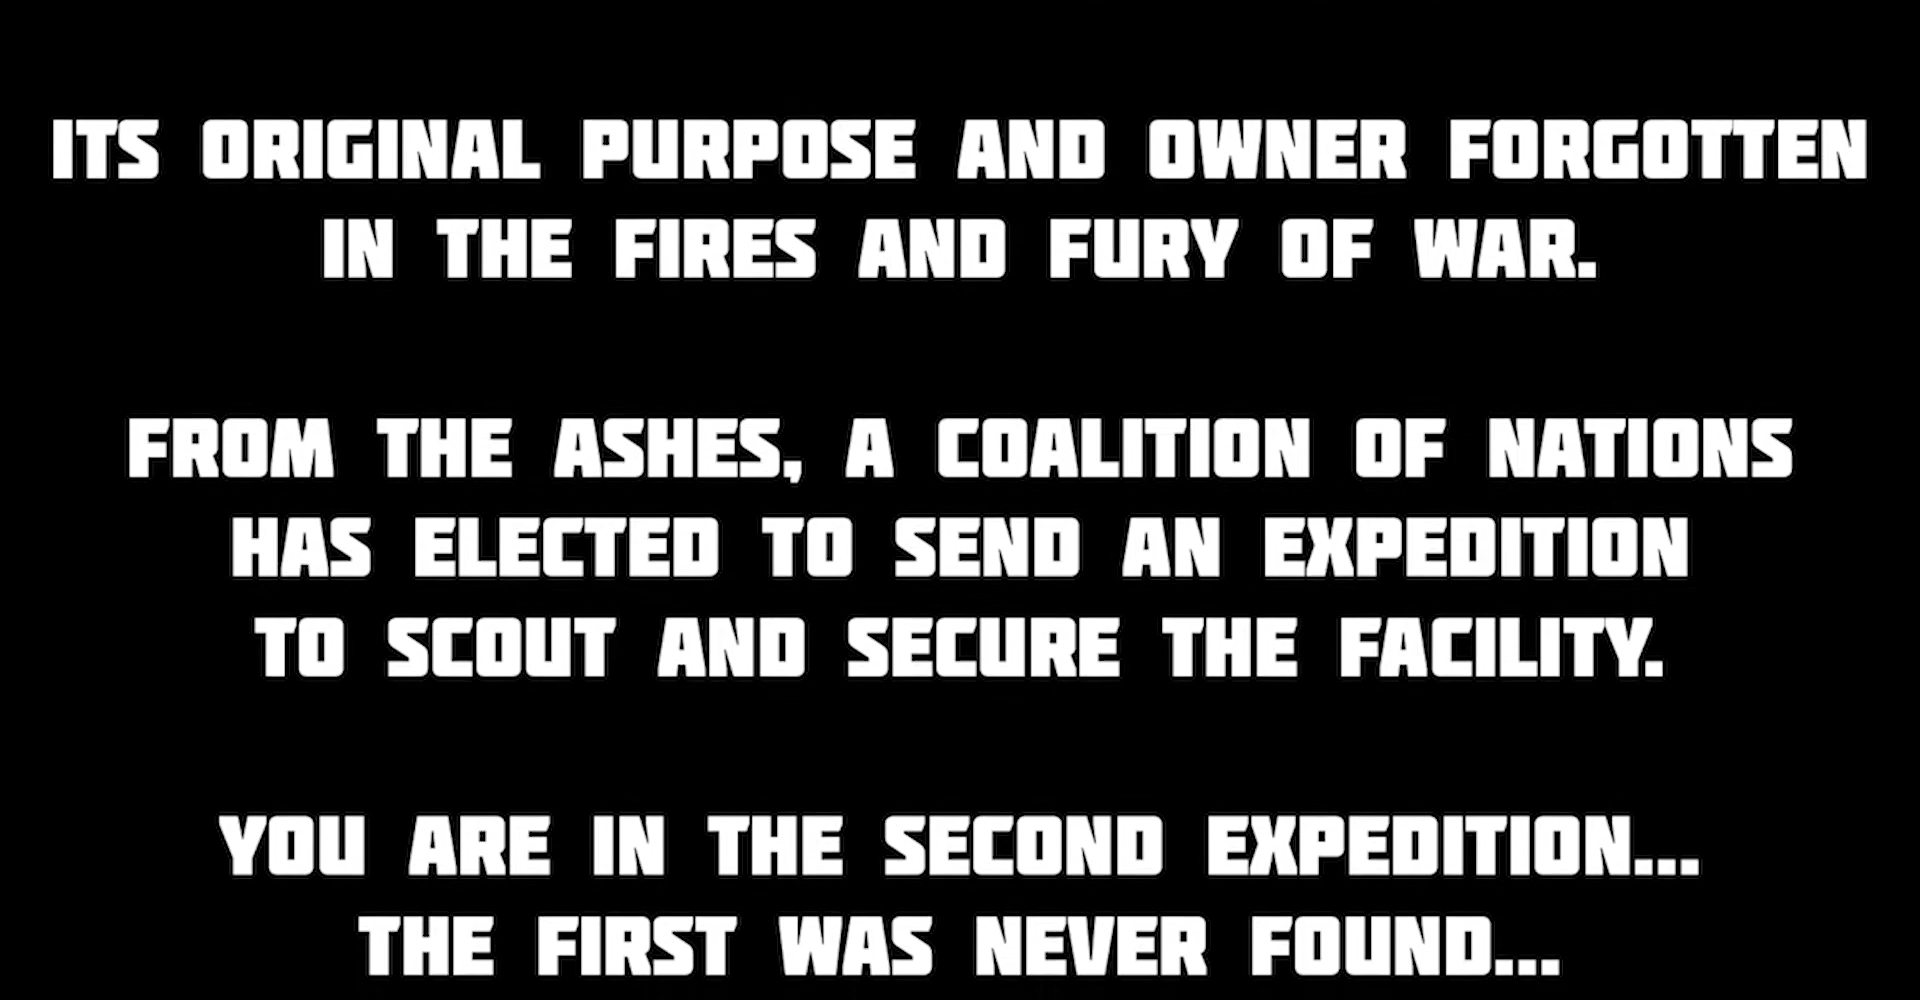 ITS ORIGINAL PURPOSE AND OWNER FORGOTTEN
IN THE FIRES AND FURY OF WAR.
FROM THE ASHES, A COALITION OF NATIONS
HAS ELECTED TO SEND AN EXPEDITION
TO SCOUT AND SECURE THE FACILITY.
YOU ARE IN THE SECOND EXPEDITION...
THE FIRST WAS NEVER FOUND...